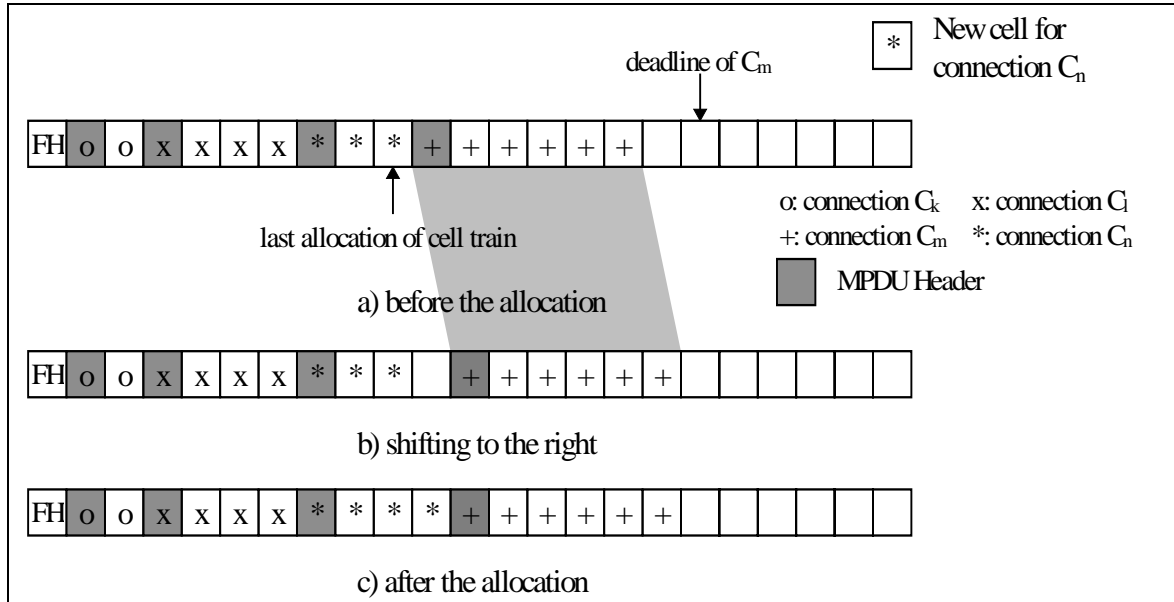 * New cell for
connection Cn
deadline of Cm
FH o o x x x x * * * + + + + + +
last allocation of cell train
o: connection Ck x: connection Cl
+: connection Cm *: connection Cn
MPDU Header
a) before the allocation
FH o o x x x x * * * + + + + + +
b) shifting to the right
FH o o x x x x * * * * + + + + + +
c) after the allocation